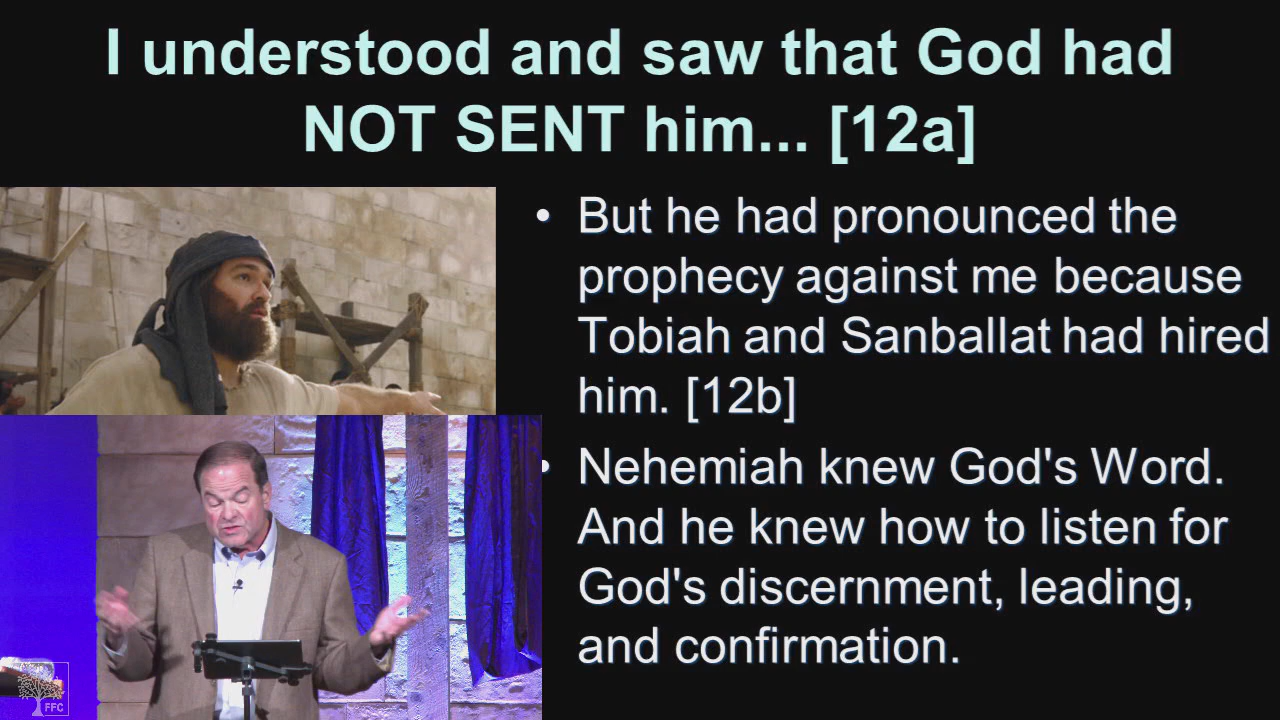 I understood and saw that God had
NOT SENT him... [12a]
• But he had pronounced the
prophecy against me because
Tobiah and Sanballat had hired
him. [12b]
• Nehemiah knew God's Word.
And he knew how to listen for
God's discernment, leading,
and confirmation.
FFC